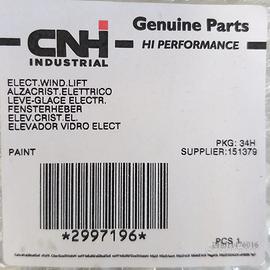 CNH
INDUSTRIAL
Genuine Parts
HI PERFORMANCE
ELECT.WIND.LIFT
ALZACRIST.ELETTRICO
LEVE-GLACE ELECTR.
FENSTERHEBER
ELEV.CRIST.EL.
ELEVADOR VIDRO ELECT
PKG: 34H
PAINT
SUPPLIER:151379
*2997196*
PCS 1